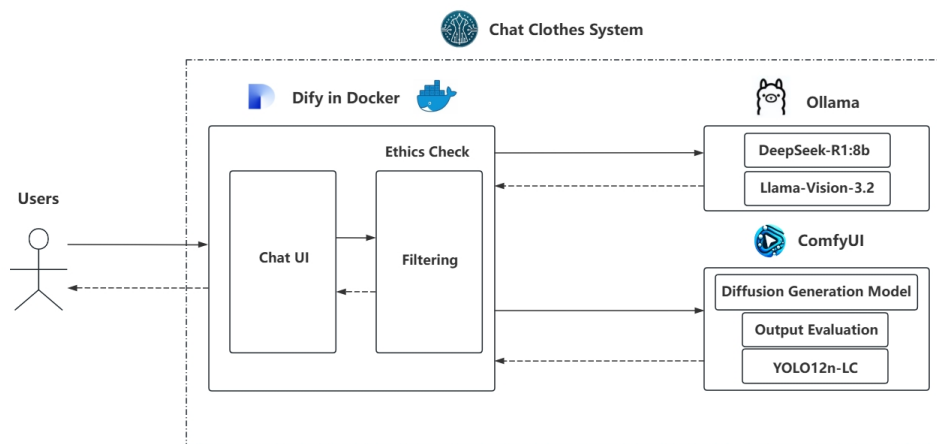 Chat Clothes System
Dify in Docker
Ollama
Ethics Check
DeepSeek-R1:8b
Llama-Vision-3.2
Users
Chat UI
Filtering
ComfyUI
Diffusion Generation Model
Output Evaluation
YOLO12n-LC